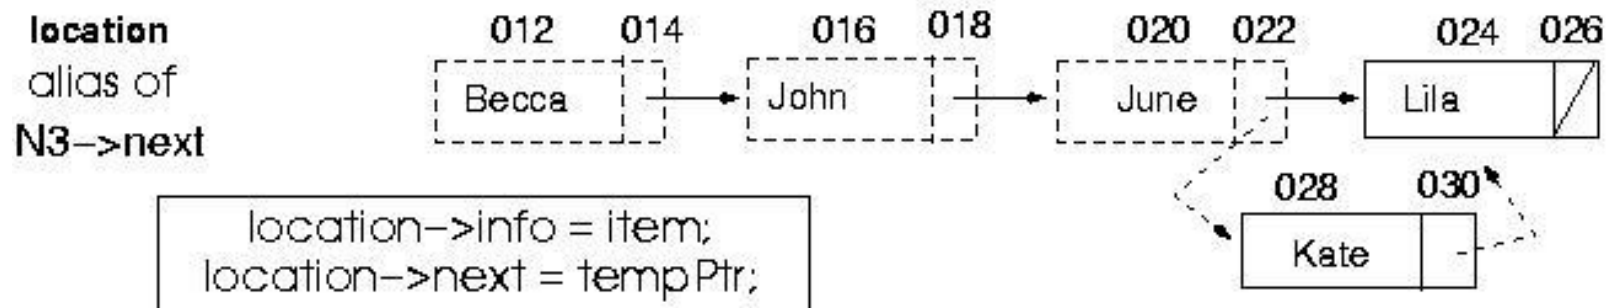 location
alias of
N3->next
012 014 016 018 020 022 024 026
Becca John June Lila
028 030
Kate
location->info = item;
location->next = tempPtr;